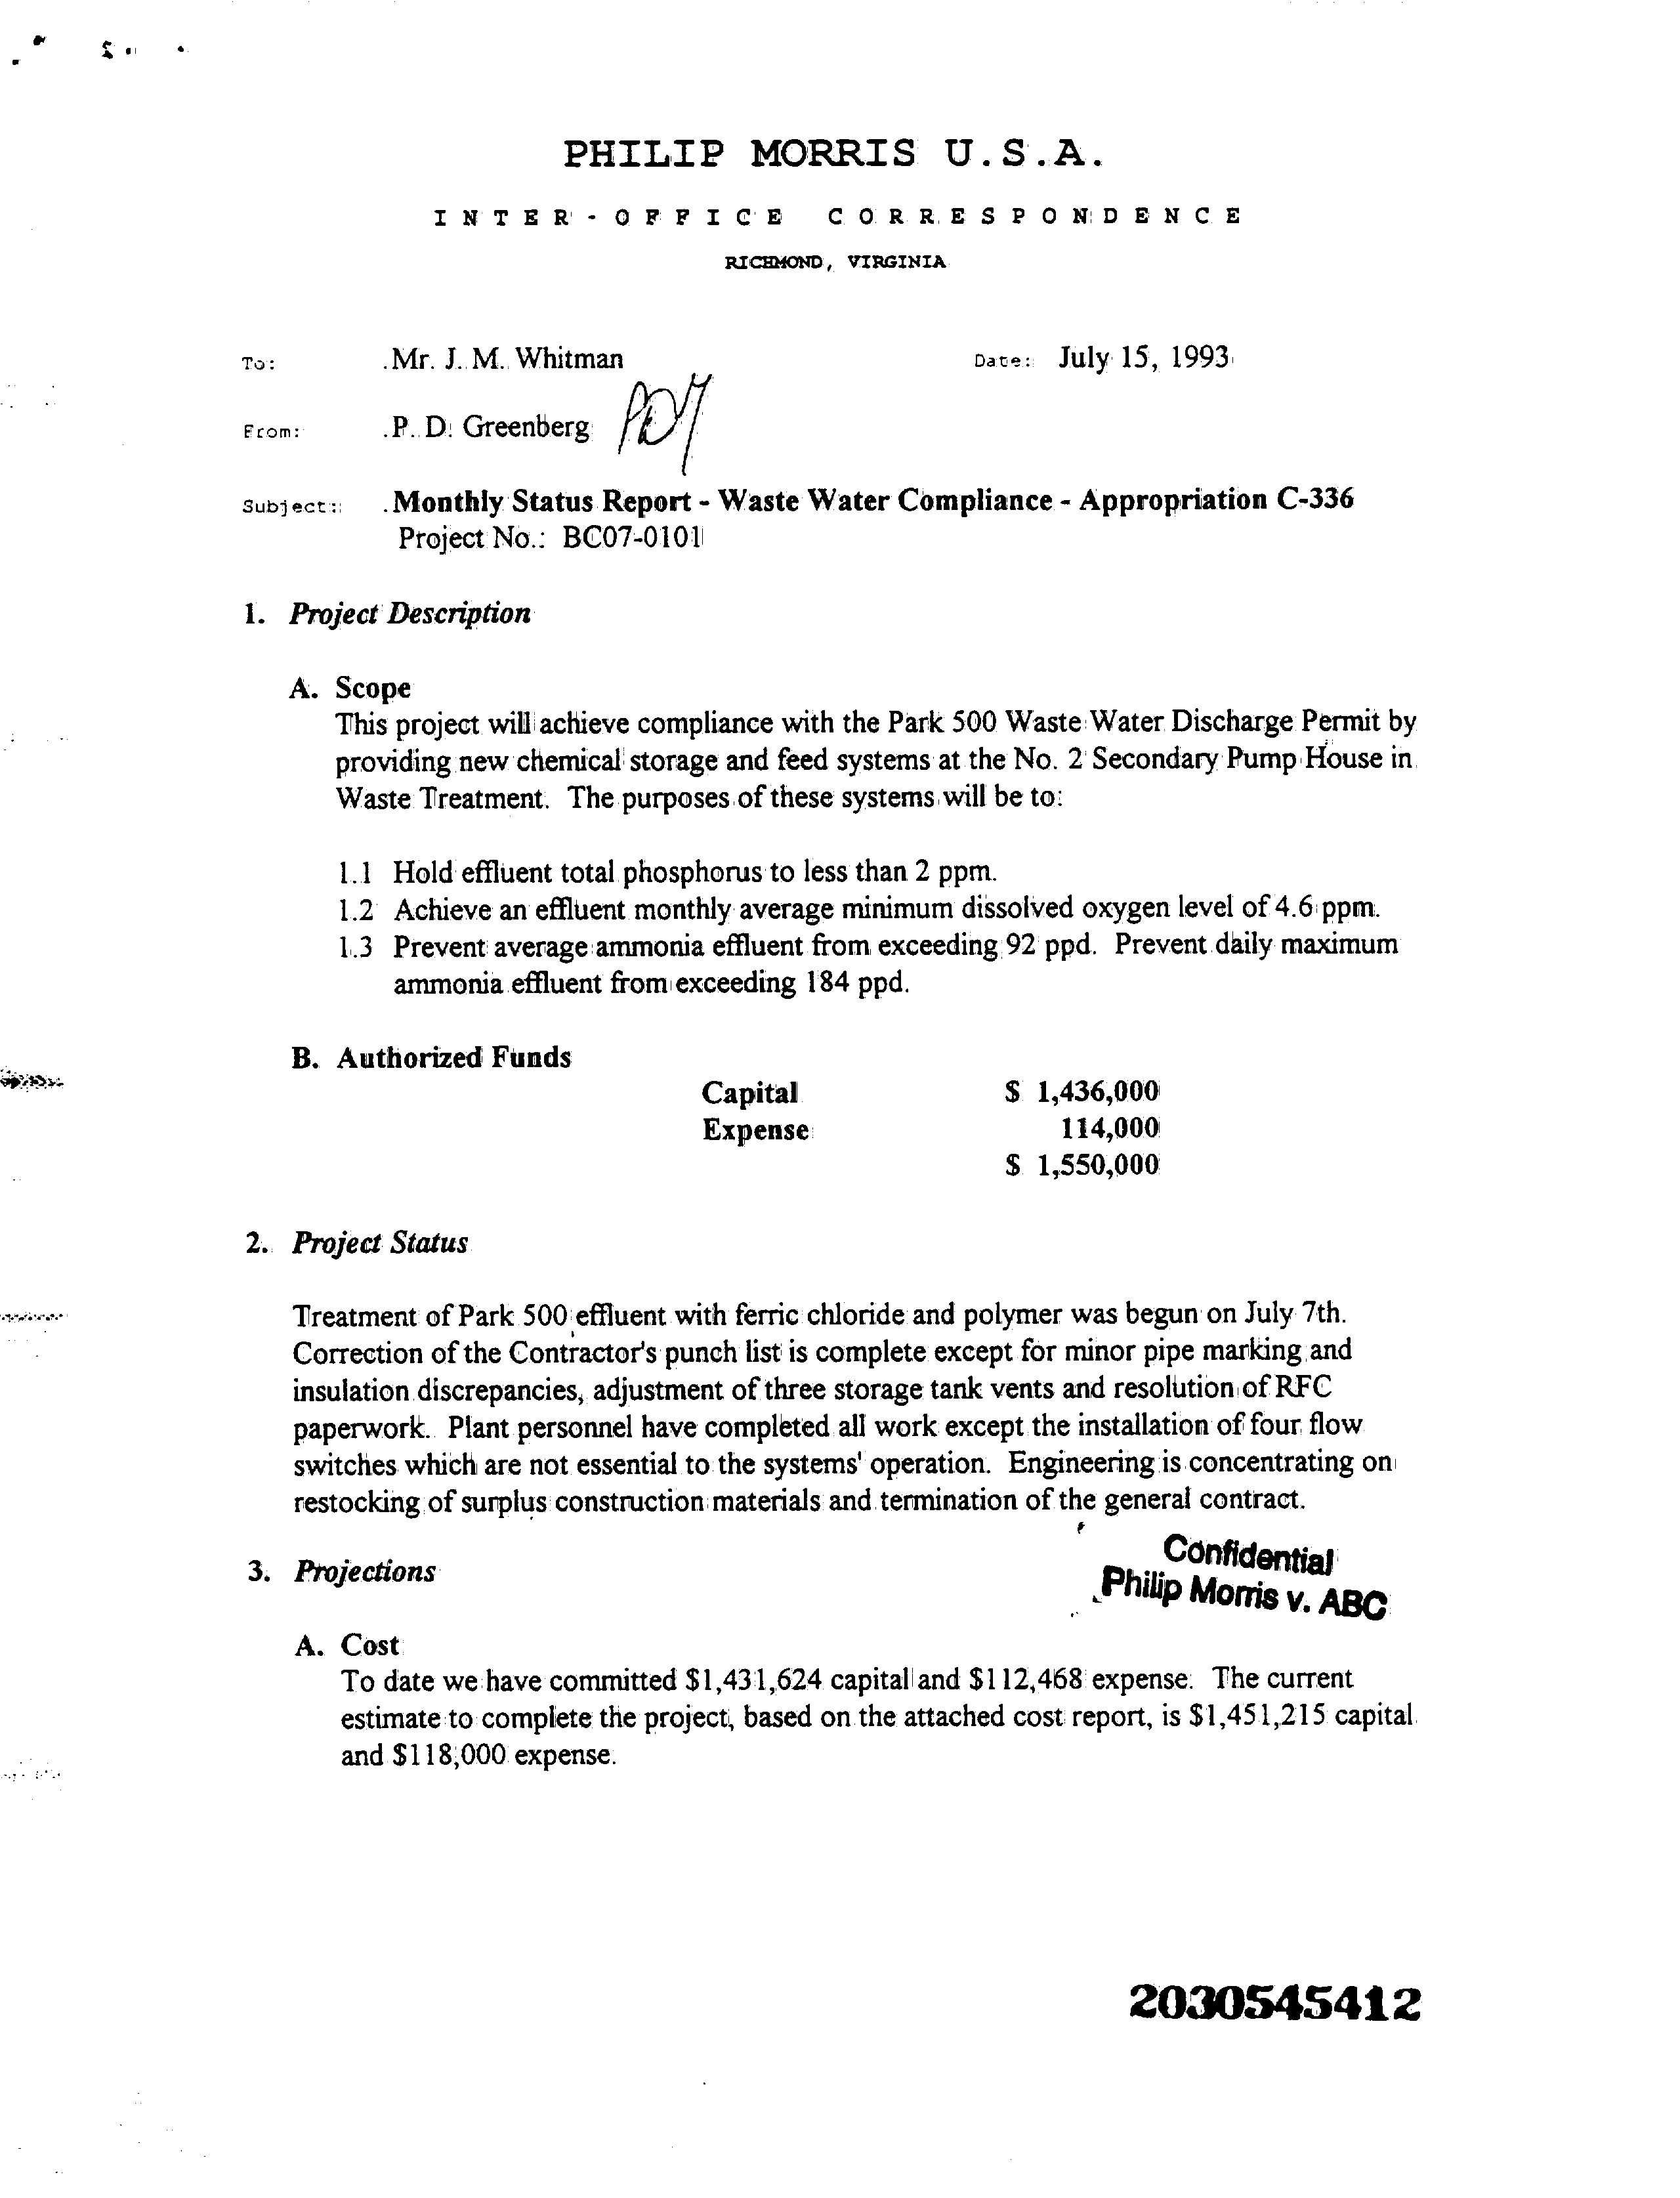 PHILIP MORRIS U.S.A.
INTER-OFFICE CORRESPONDENCE
RICHMOND, VIRGINIA
To: Mr. J. M. Whitman Date: July 15, 1993
From: P. D. Greenberg
Subject: Monthly Status Report - Waste Water Compliance - Appropriation C-336
Project No.: BC07-0101
1. Project Description
A. Scope
This project will achieve compliance with the Park 500 Waste Water Discharge Permit by
providing new chemical storage and feed systems at the No. 2 Secondary Pump House in
Waste Treatment. The purposes of these systems will be to:
1.1 Hold effluent total phosphorus to less than 2 ppm.
1.2 Achieve an effluent monthly average minimum dissolved oxygen level of 4.6 ppm.
1.3 Prevent average ammonia effluent from exceeding 92 ppd. Prevent daily maximum
ammonia effluent from exceeding 184 ppd.
B. Authorized Funds
Capital $ 1,436,000
Expense 114,000
$ 1,550,000
2. Project Status
Treatment of Park 500 effluent with ferric chloride and polymer was begun on July 7th.
Correction of the Contractor's punch list is complete except for minor pipe marking and
insulation discrepancies, adjustment of three storage tank vents and resolution of RFC
paperwork. Plant personnel have completed all work except the installation of four flow
switches which are not essential to the systems' operation. Engineering is concentrating on
restocking of surplus construction materials and termination of the general contract.
Confidential
Philip Morris v. ABC
3. Projections
A. Cost
To date we have committed $1,431,624 capital and $112,468 expense. The current
estimate to complete the project, based on the attached cost report, is $1,451,215 capital
and $118,000 expense.
2030545412